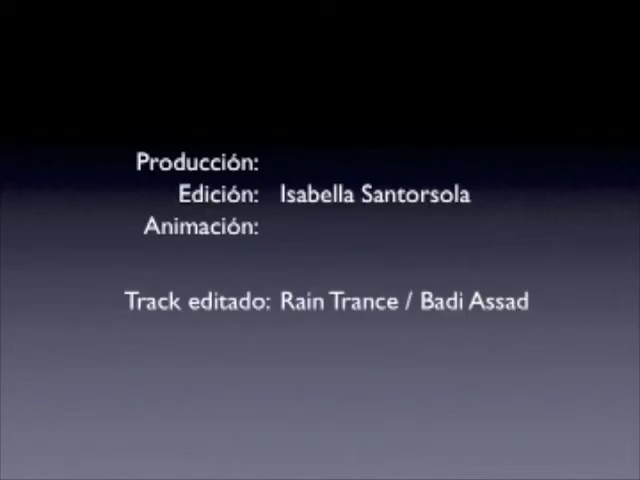 Producción:
Edición: Isabella Santorsola
Animación:
Track editado: Rain Trance / Badi Assad